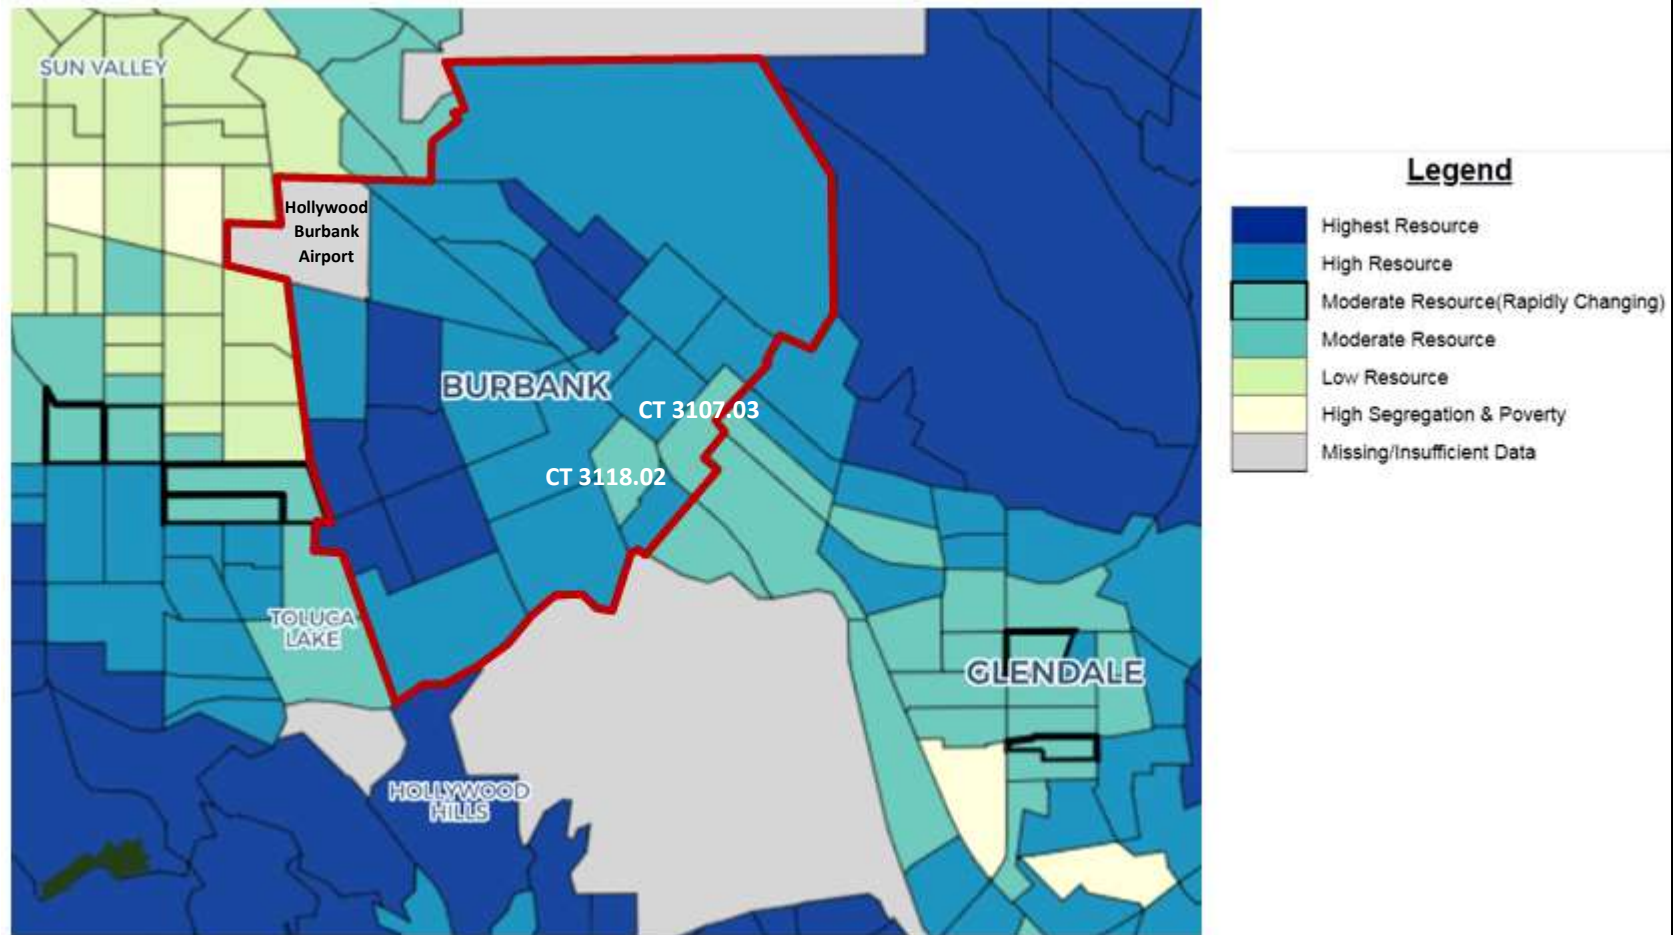 SUN VALLEY
Hollywood
Burbank
Airport
BURBANK
CT 3107.03
CT 3118.02
TOLUCA
LAKE
GLENDALE
HOLLYWOOD
HILLS
Legend
Highest Resource
High Resource
Moderate Resource(Rapidly Changing)
Moderate Resource
Low Resource
High Segregation & Poverty
Missing/Insufficient Data